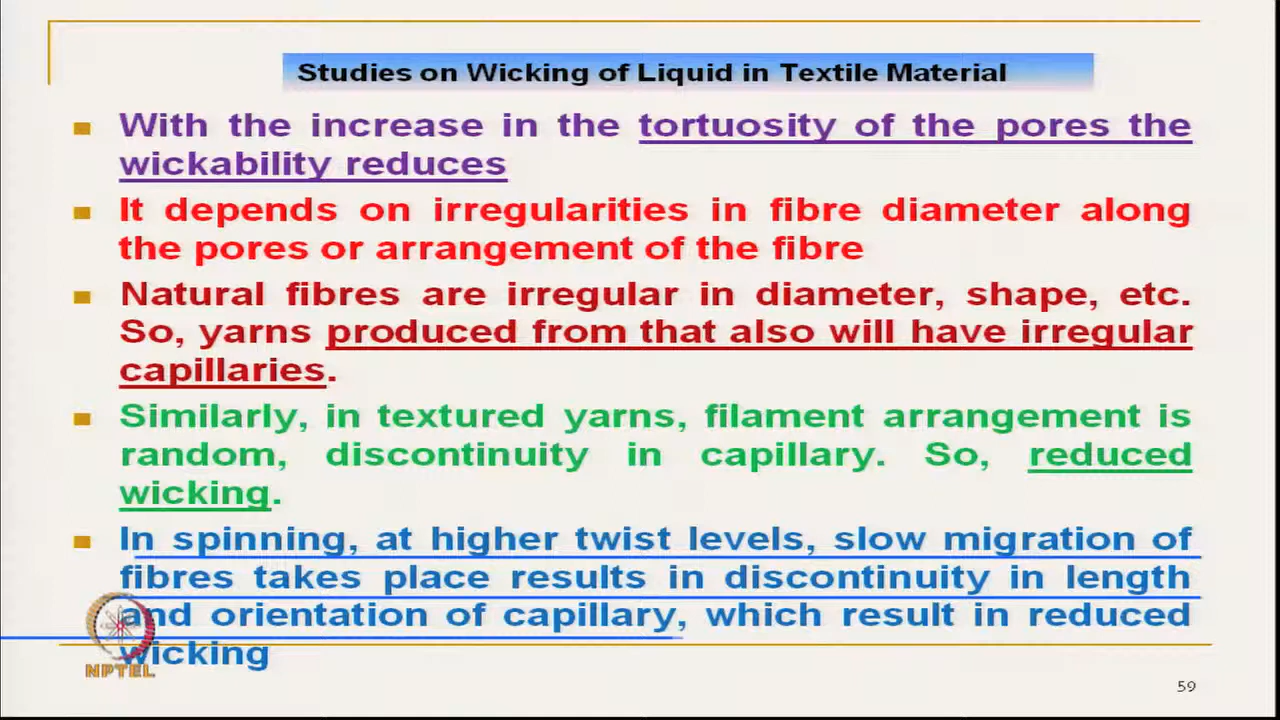 Studies on Wicking of Liquid in Textile Material
With the increase in the tortuosity of the pores the
wickability reduces
It depends on irregularities in fibre diameter along
the pores or arrangement of the fibre
Natural fibres are irregular in diameter, shape, etc.
So, yarns produced from that also will have irregular
capillaries.
Similarly, in textured yarns, filament arrangement is
random, discontinuity in capillary. So, reduced
wicking.
In spinning, at higher twist levels, slow migration of
fibres takes place results in discontinuity in length
and orientation of capillary, which result in reduced
wicking
NPTEL
59